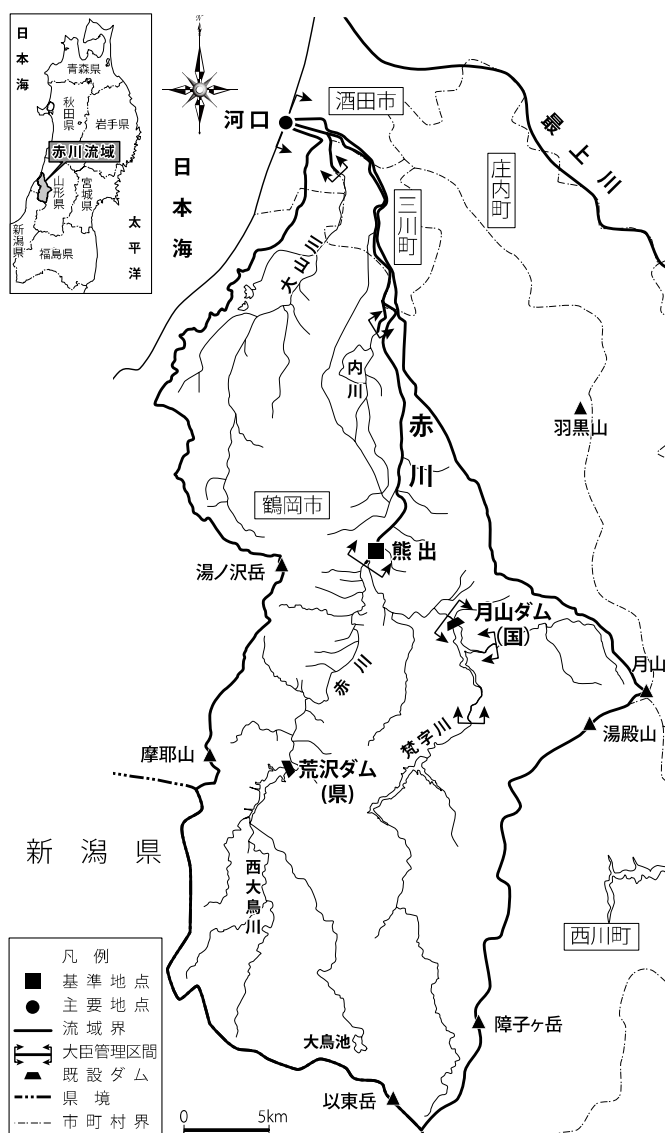 日本海
青森県
秋田県
岩手県
赤川流域
山形県
宮城県
新潟県
福島県
太平洋
N
河口
酒田市
最上川
庄内町
日本海
三川町
大山川
内川
赤川
羽黒山
鶴岡市
熊出
湯ノ沢岳
月山ダム
(国)
月山
赤川
湯殿山
梵字川
摩耶山
荒沢ダム
(県)
新潟県
西大鳥川
西川町
大鳥池
障子ヶ岳
以東岳
凡例
基準地点
主要地点
流域界
大臣管理区間
既設ダム
県境
市町村界
0 5km